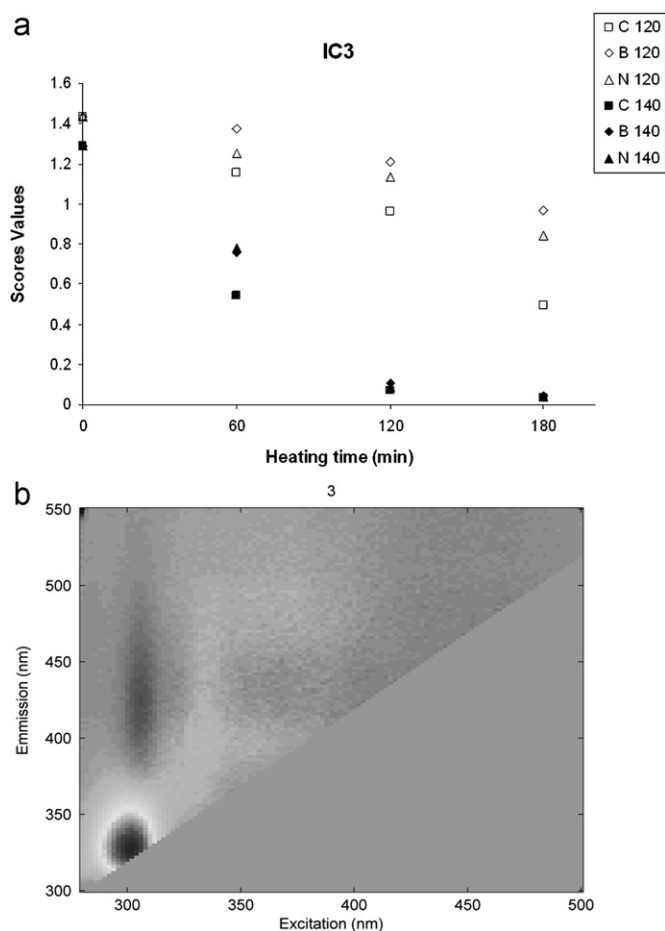 a
IC3
C 120
B 120
N 120
C 140
B 140
N 140
1.6
1.4
1.2
1
0.8
0.6
0.4
0.2
0
Scores Values
0 60 120 180
Heating time (min)
b
3
550
500
450
400
350
300
Emmission (nm)
300 350 400 450 500
Excitation (nm)